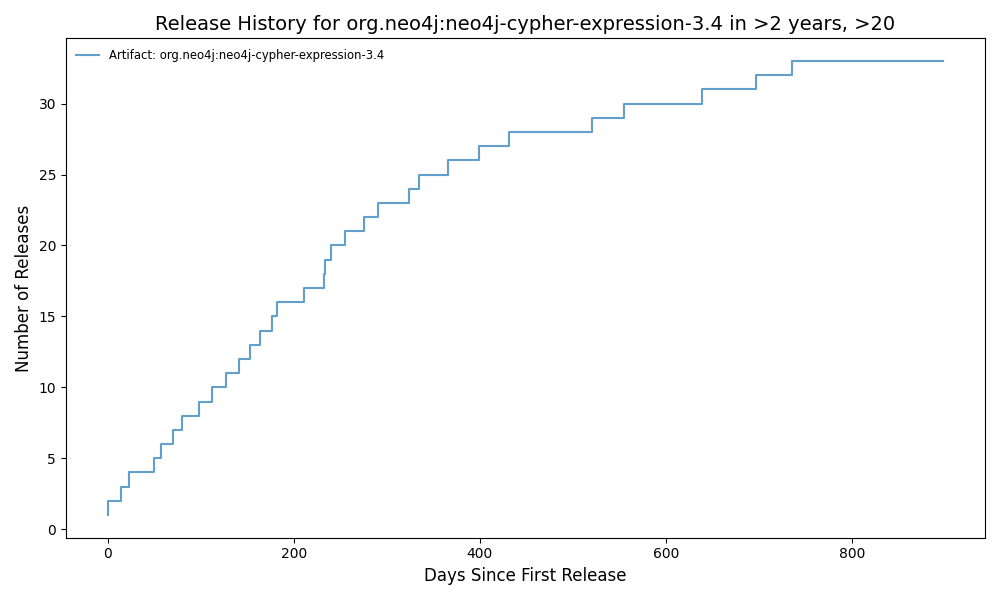 Release History for org.neo4j:neo4j-cypher-expression-3.4 in >2 years, >20
Artifact: org.neo4j:neo4j-cypher-expression-3.4
Number of Releases
30
25
20
15
10
5
0
0 200 400 600 800
Days Since First Release